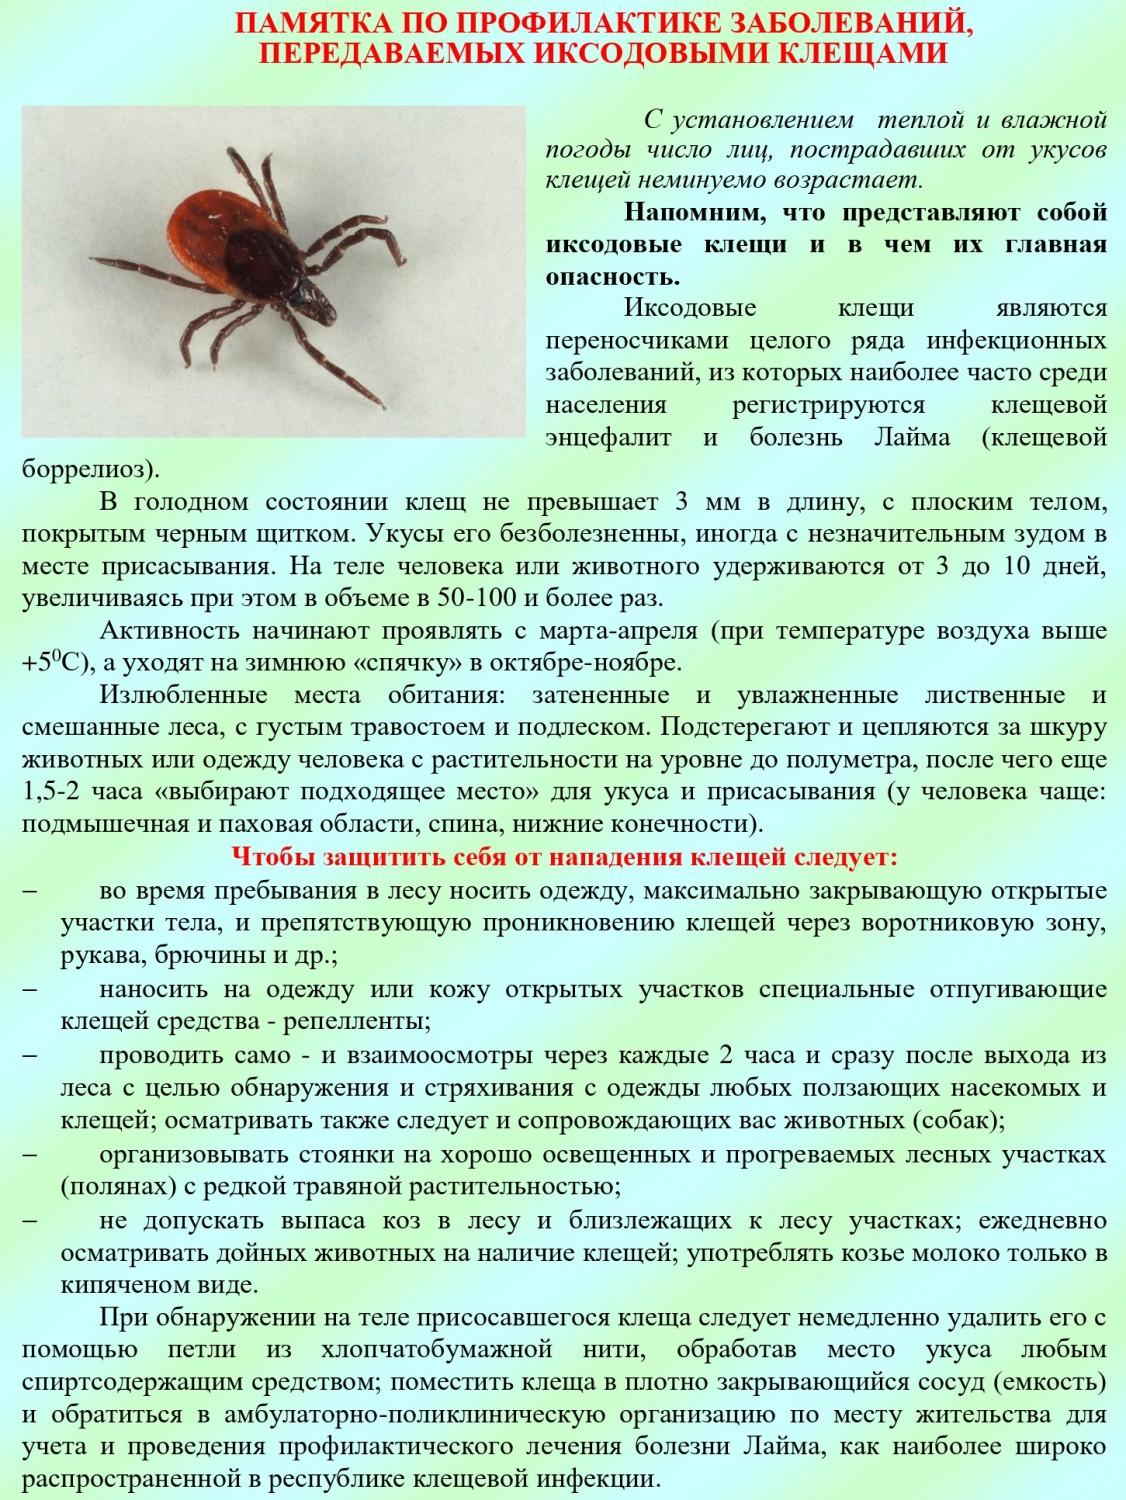 ПАМЯТКА ПО ПРОФИЛАКТИКЕ ЗАБОЛЕВАНИЙ,
ПЕРЕДАВАЕМЫХ ИКСОДОВЫМИ КЛЕЩАМИ
С установлением теплой и влажной
погоды число лиц, пострадавших от укусов
клещей неминуемо возрастает.
Напомним, что представляют собой
иксодовые клещи и в чем их главная
опасность.
Иксодовые клещи являются
переносчиками целого ряда инфекционных
заболеваний, из которых наиболее часто среди
населения регистрируются клещевой
энцефалит и болезнь Лайма (клещевой
боррелиоз).
В голодном состоянии клещ не превышает 3 мм в длину, с плоским телом,
покрытым черным щитком. Укусы его безболезненны, иногда с незначительным зудом в
месте присасывания. На теле человека или животного удерживаются от 3 до 10 дней,
увеличиваясь при этом в объеме в 50-100 и более раз.
Активность начинают проявлять с марта-апреля (при температуре воздуха выше
+5⁰С), а уходят на зимнюю «спячку» в октябре-ноябре.
Излюбленные места обитания: затененные и увлажненные лиственные и
смешанные леса, с густым травостоем и подлеском. Подстерегают и цепляются за шкуру
животных или одежду человека с растительности на уровне до полуметра, после чего еще
1,5-2 часа «выбирают подходящее место» для укуса и присасывания (у человека чаще:
подмышечная и паховая области, спина, нижние конечности).
Чтобы защитить себя от нападения клещей следует:
– во время пребывания в лесу носить одежду, максимально закрывающую открытые
участки тела, и препятствующую проникновению клещей через воротниковую зону,
рукава, брючины и др.;
– наносить на одежду или кожу открытых участков специальные отпугивающие
клещей средства - репелленты;
– проводить само - и взаимоосмотры через каждые 2 часа и сразу после выхода из
леса с целью обнаружения и стряхивания с одежды любых ползающих насекомых и
клещей; осматривать также следует и сопровождающих вас животных (собак);
– организовывать стоянки на хорошо освещенных и прогреваемых лесных участках
(полянах) с редкой травяной растительностью;
– не допускать выпаса коз в лесу и близлежащих к лесу участках; ежедневно
осматривать дойных животных на наличие клещей; употреблять козье молоко только в
кипяченом виде.
При обнаружении на теле присосавшегося клеща следует немедленно удалить его с
помощью петли из хлопчатобумажной нити, обработав место укуса любым
спиртсодержащим средством; поместить клеща в плотно закрывающийся сосуд (емкость)
и обратиться в амбулаторно-поликлиническую организацию по месту жительства для
учета и проведения профилактического лечения болезни Лайма, как наиболее широко
распространенной в республике клещевой инфекции.